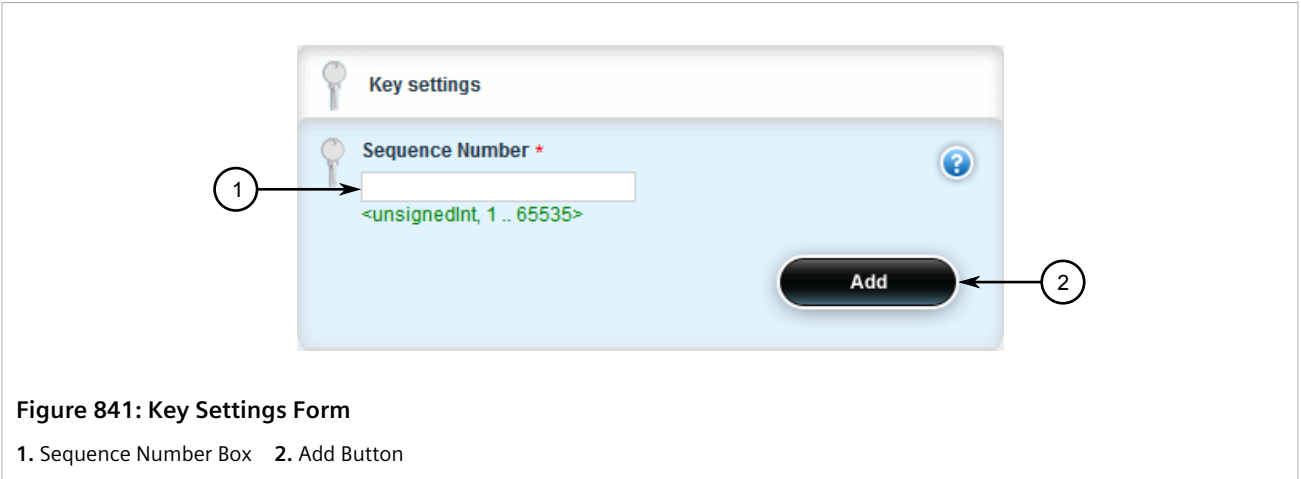 Key settings
Sequence Number *
?
1
<unsignedInt, 1 .. 65535>
Add
2
Figure 841: Key Settings Form
1. Sequence Number Box 2. Add Button